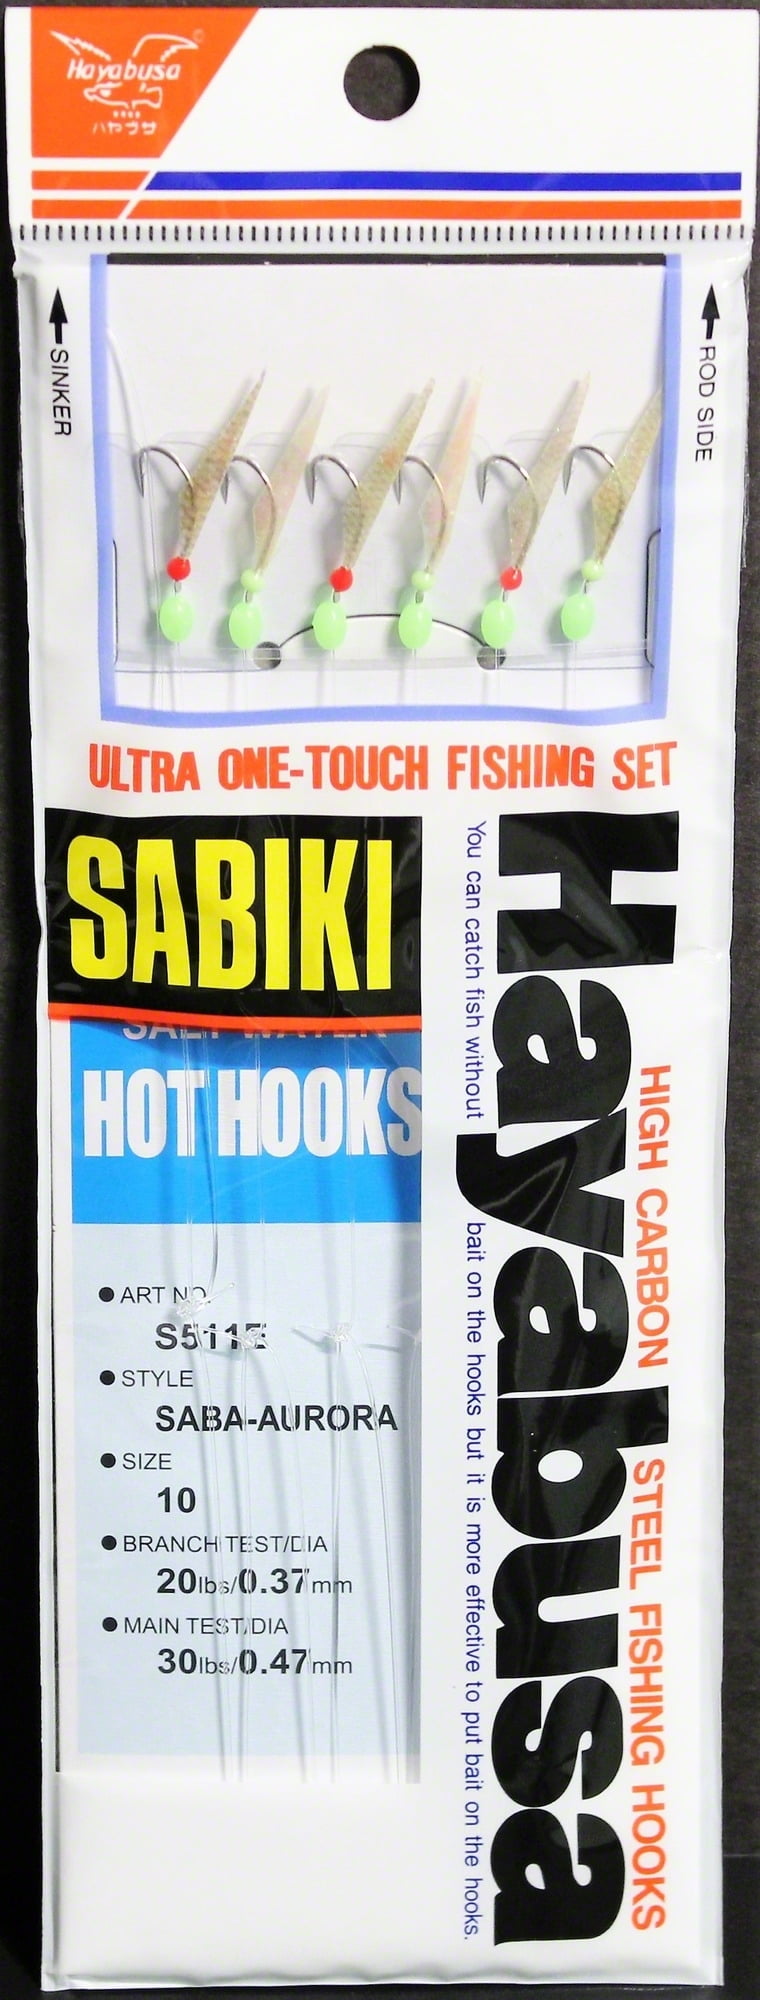 Hayabusa
ハヤブサ
SINKER
ROD SIDE
ULTRA ONE-TOUCH FISHING SET
SABIKI
SALT WATER
HOT HOOKS
● ART NO.
S511E
● STYLE
SABA-AURORA
● SIZE
10
● BRANCH TEST/DIA
20lbs/0.37mm
● MAIN TEST/DIA
30lbs/0.47mm
You can catch fish without bait on the hooks but it is more effective to put bait on the hooks.
Hayabusa
HIGH CARBON STEEL FISHING HOOKS